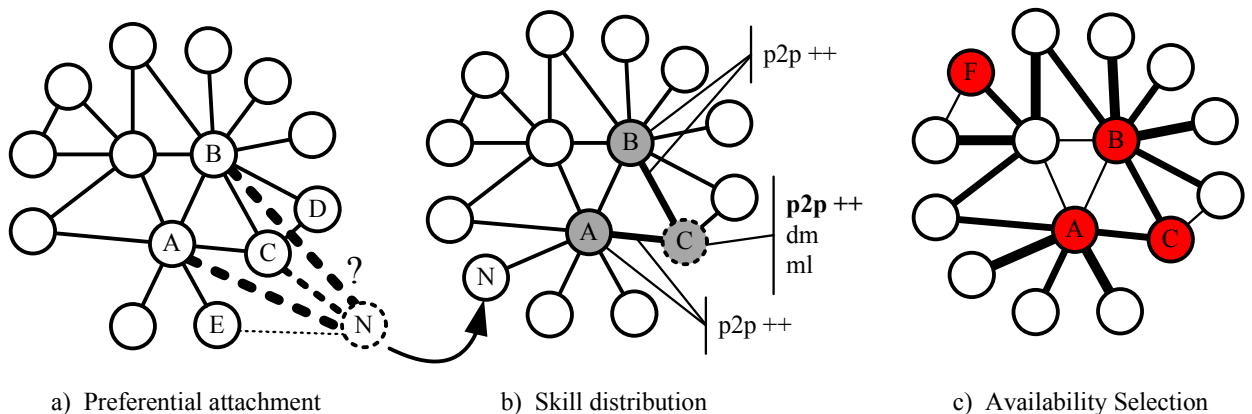 B
D
A
C
?
E
N
a) Preferential attachment
p2p ++
B
p2p ++
dm
ml
A
C
N
p2p ++
b) Skill distribution
F
B
A
C
c) Availability Selection